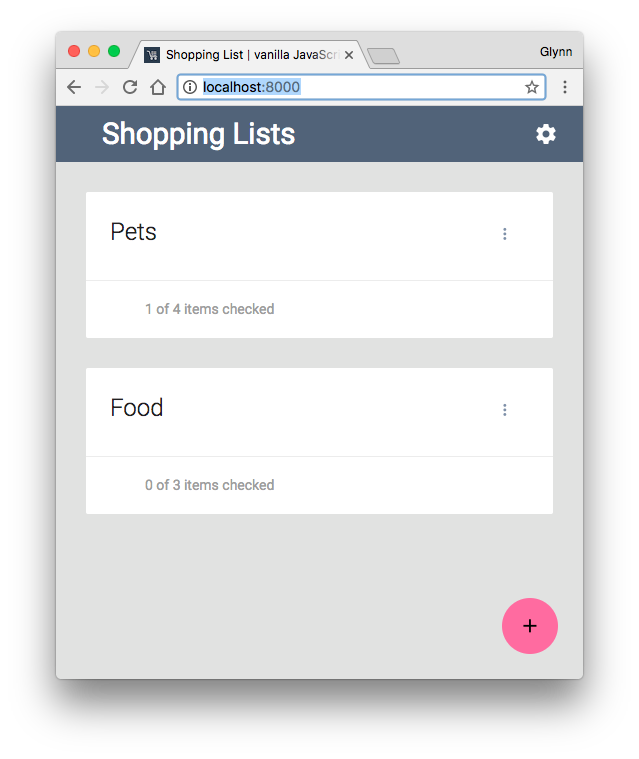 Shopping List | vanilla JavaScri
Glynn
localhost:8000
Shopping Lists
Pets
1 of 4 items checked
Food
0 of 3 items checked
+